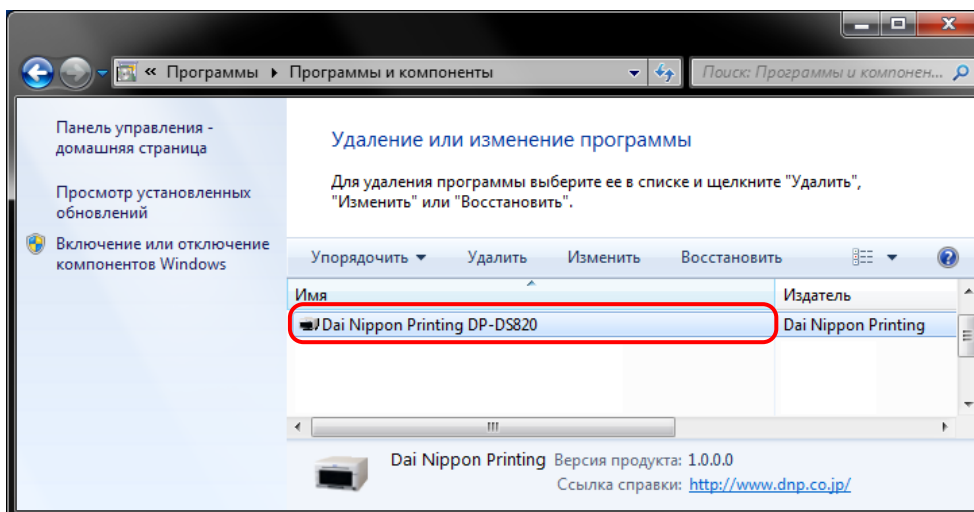 « Программы ▸ Программы и компоненты
Поиск: Программы и компонен...
Панель управления -
домашняя страница
Просмотр установленных
обновлений
Включение или отключение
компонентов Windows
Удаление или изменение программы
Для удаления программы выберите ее в списке и щелкните "Удалить",
"Изменить" или "Восстановить".
Упорядочить ▼ Удалить Изменить Восстановить
Имя Издатель
Dai Nippon Printing DP-DS820 Dai Nippon Printing
Dai Nippon Printing Версия продукта: 1.0.0.0
Ссылка справки: http://www.dnp.co.jp/